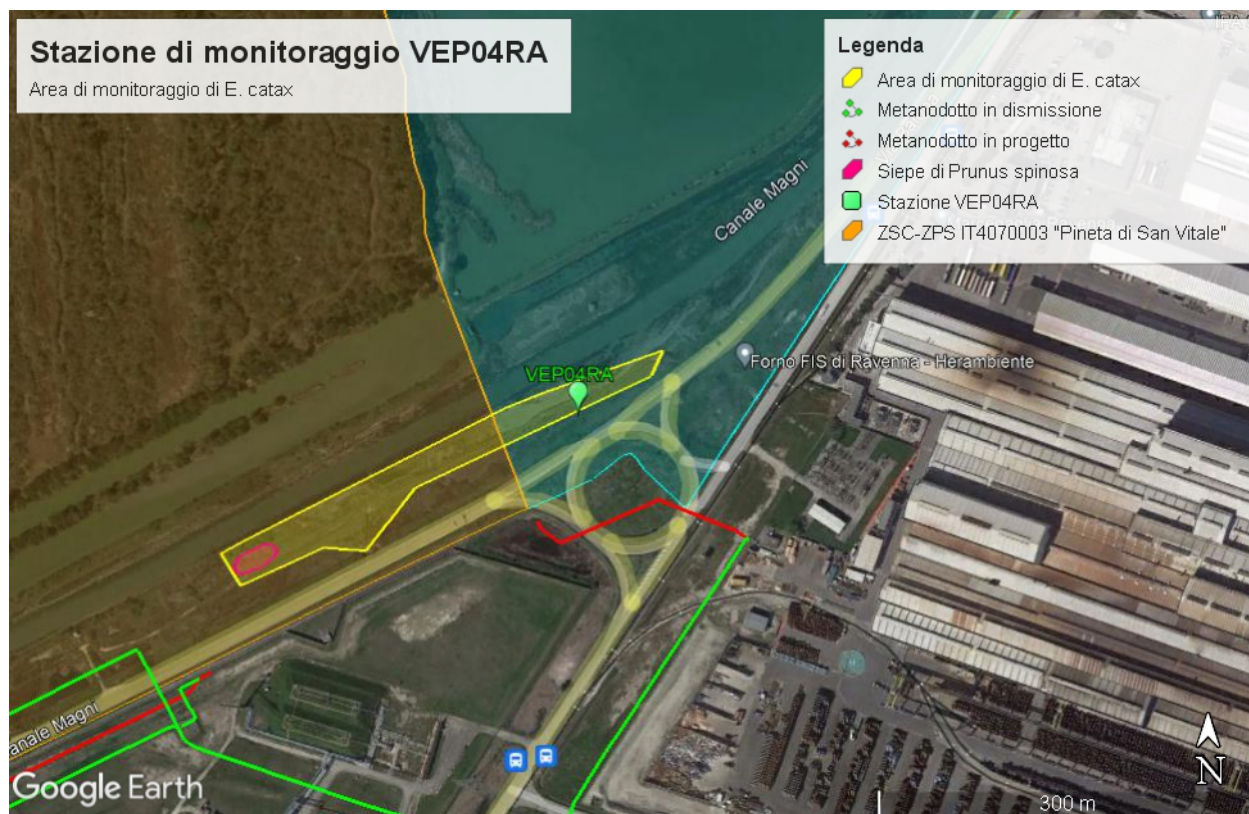 Stazione di monitoraggio VEP04RA
Area di monitoraggio di E. catax
Legenda
Area di monitoraggio di E. catax
Metanodotto in dismissione
Metanodotto in progetto
Siepe di Prunus spinosa
Stazione VEP04RA
ZSC-ZPS IT4070003 "Pineta di San Vitale"
Canale Magni
VEP04RA
Forno FIS di Ravenna - Herambiente
anale Magni
Google Earth
N
300 m